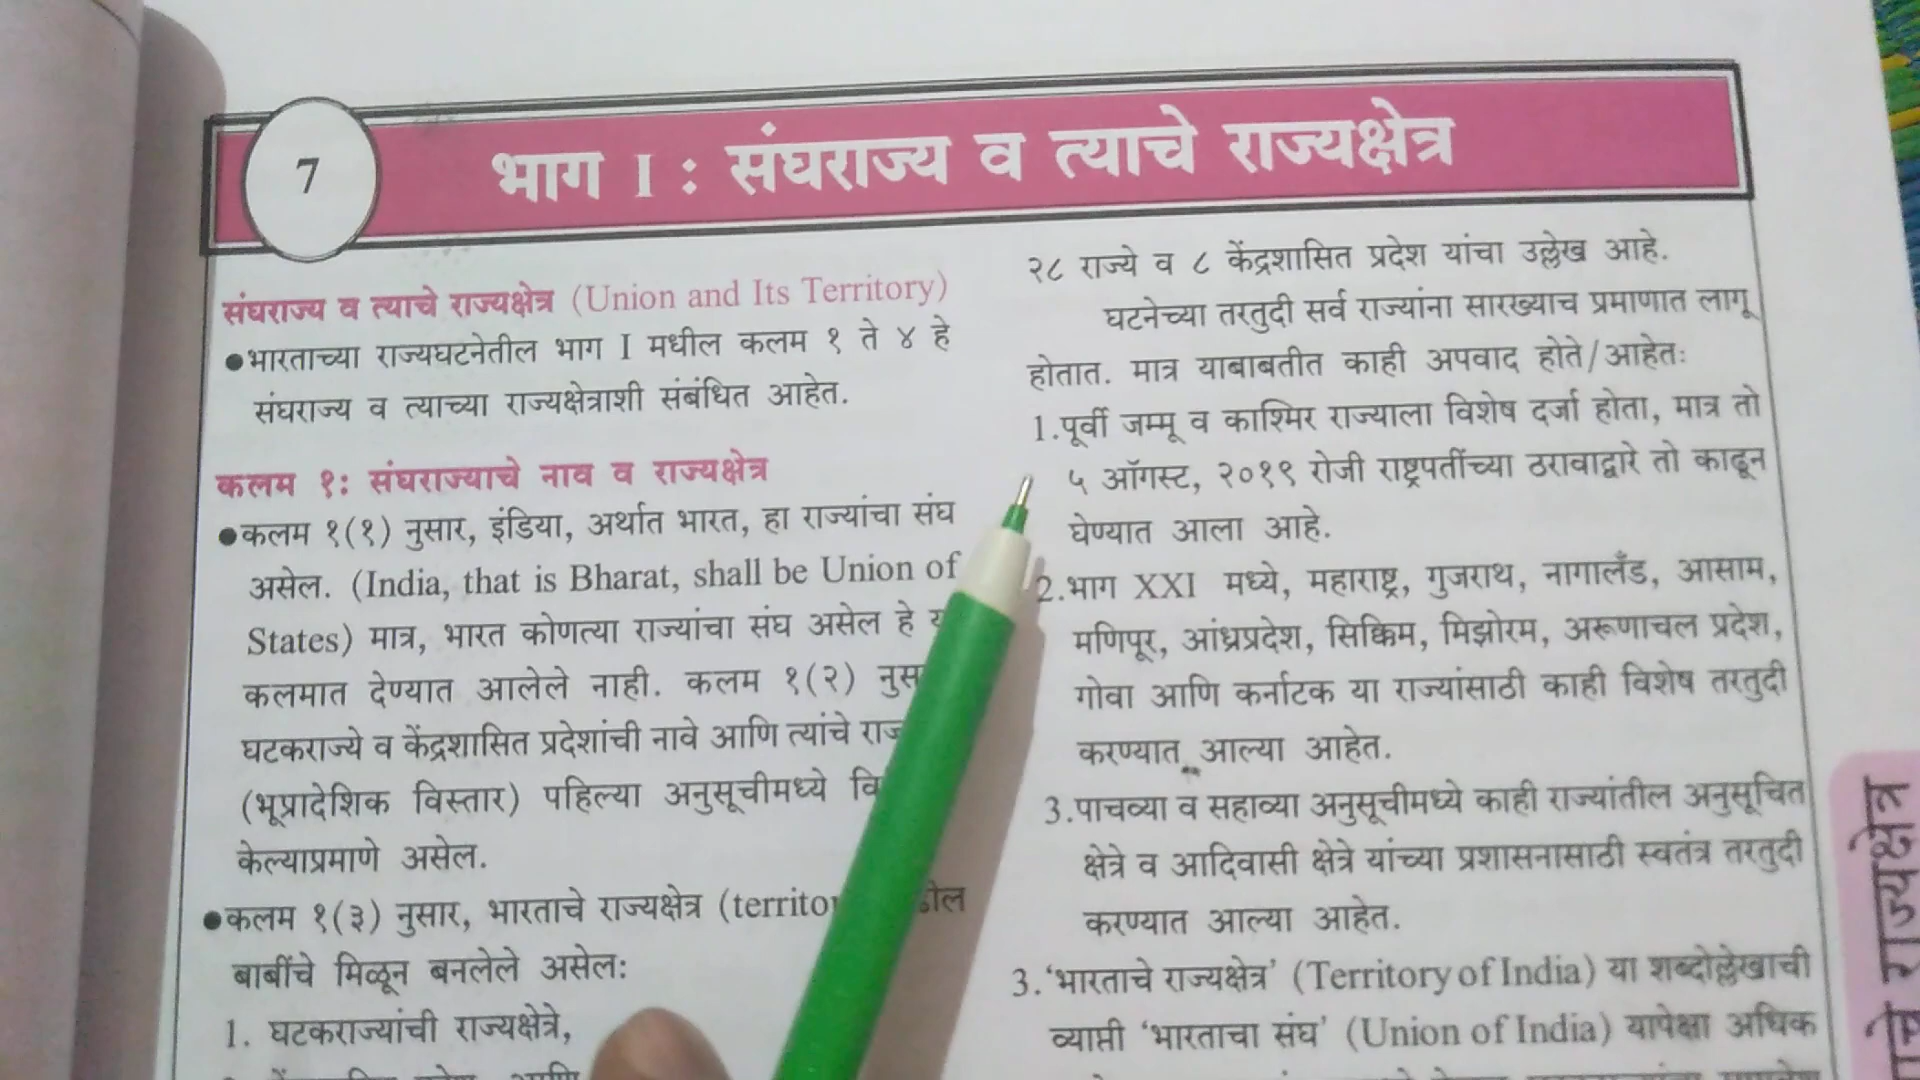 7
भाग I : संघराज्य व त्याचे राज्यक्षेत्र
संघराज्य व त्याचे राज्यक्षेत्र (Union and Its Territory)
●भारताच्या राज्यघटनेतील भाग I मधील कलम १ ते ४ हे
संघराज्य व त्याच्या राज्यक्षेत्राशी संबंधित आहेत.
कलम १: संघराज्याचे नाव व राज्यक्षेत्र
●कलम १(१) नुसार, इंडिया, अर्थात भारत, हा राज्यांचा संघ
असेल. (India, that is Bharat, shall be Union of
States) मात्र, भारत कोणत्या राज्यांचा संघ असेल हे
कलमात देण्यात आलेले नाही. कलम १(२)
घटकराज्ये व केंद्रशासित प्रदेशांची नावे आणि त्यांचे
(भूप्रादेशिक विस्तार) पहिल्या अनुसूचीमध्ये
केल्याप्रमाणे असेल.
●कलम १(३) नुसार, भारताचे राज्यक्षेत्र
बाबींचे मिळून बनलेले असेल:
1. घटकराज्यांची राज्यक्षेत्रे,
२८ राज्ये व ८ केंद्रशासित प्रदेश यांचा उल्लेख आहे.
घटनेच्या तरतुदी सर्व राज्यांना सारख्याच प्रमाणात लागू
होतात. मात्र याबाबतीत काही अपवाद होते/आहेत:
1.पूर्वी जम्मू व काश्मिर राज्याला विशेष दर्जा होता, मात्र तो
५ ऑगस्ट, २०१९ रोजी राष्ट्रपतींच्या ठरावाद्वारे तो काढून
घेण्यात आला आहे.
2.भाग XXI मध्ये, महाराष्ट्र, गुजराथ, नागालँड, आसाम,
मणिपूर, आंध्रप्रदेश, सिक्किम, मिझोरम, अरूणाचल प्रदेश,
गोवा आणि कर्नाटक या राज्यांसाठी काही विशेष तरतुदी
करण्यात आल्या आहेत.
3.पाचव्या व सहाव्या अनुसूचीमध्ये काही राज्यांतील अनुसूचित
क्षेत्रे व आदिवासी क्षेत्रे यांच्या प्रशासनासाठी स्वतंत्र तरतुदी
करण्यात आल्या आहेत.
3. ‘भारताचे राज्यक्षेत्र’ (Territory of India) या शब्दोल्लेखाची
व्याप्ती ‘भारताचा संघ’ (Union of India) यापेक्षा अधिक
राज्यक्षेत्र